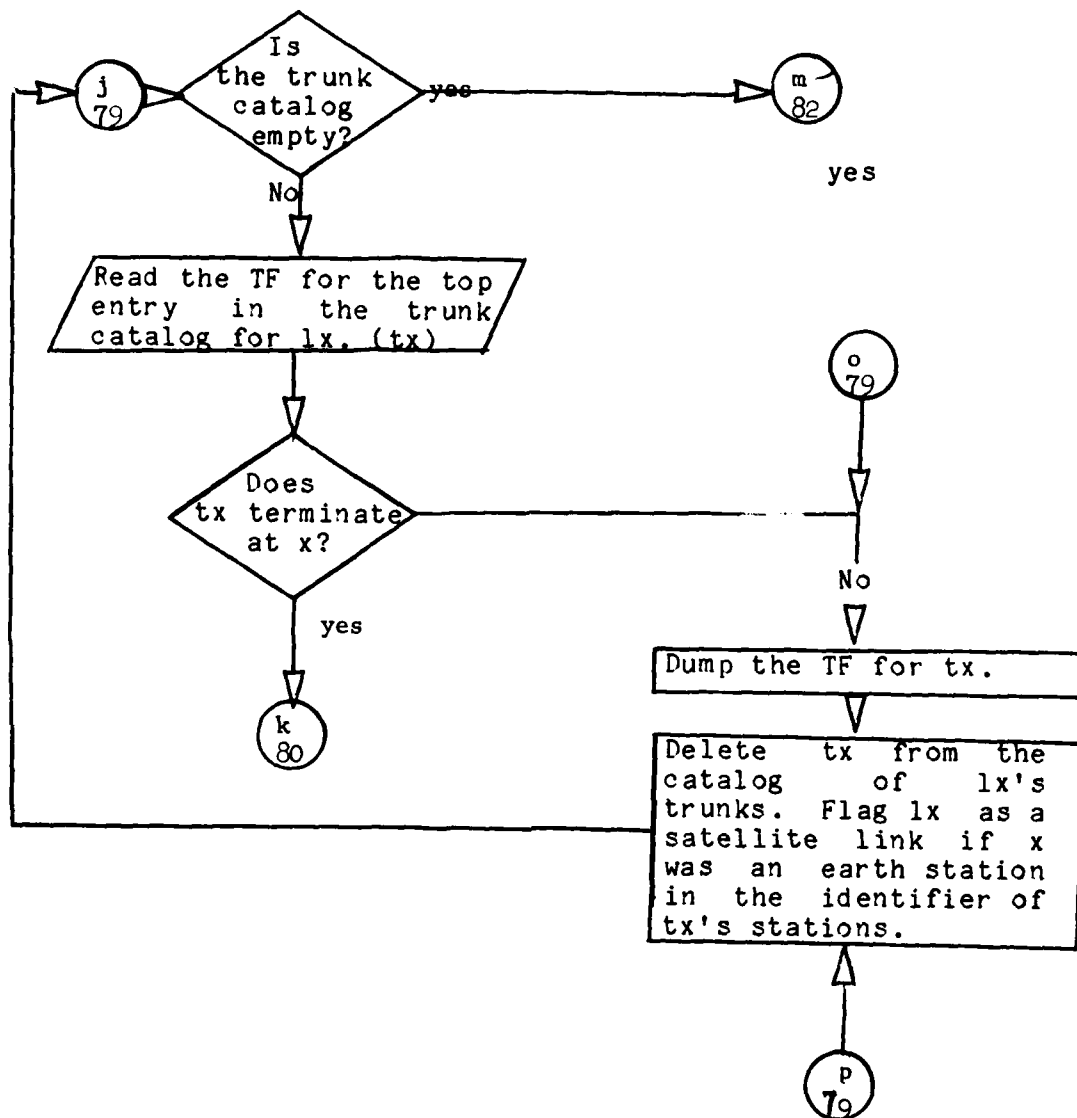 j
79
Is
the trunk
catalog
empty?
yes
m
82
yes
No
Read the TF for the top
entry in the trunk
catalog for lx. (tx)
o
79
Does
tx terminate
at x?
No
yes
Dump the TF for tx.
k
80
Delete tx from the
catalog of lx's
trunks. Flag lx as a
satellite link if x
was an earth station
in the identifier of
tx's stations.
p
79